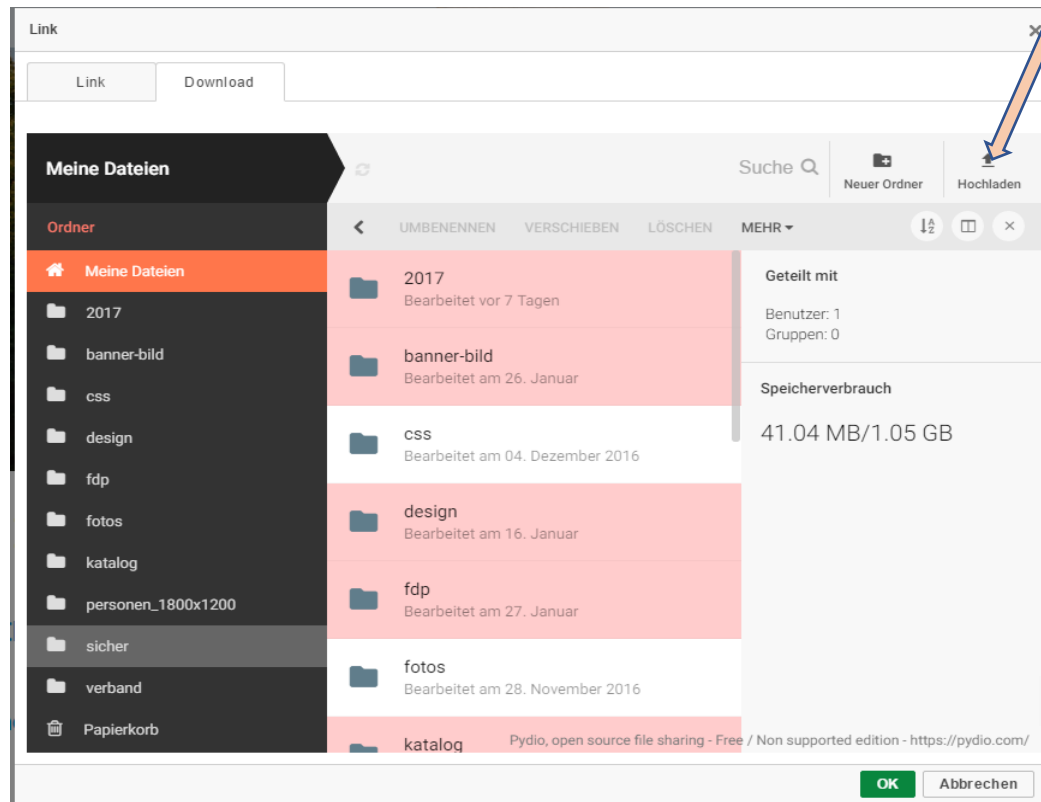 Link
Link Download
Meine Dateien
Suche
Neuer Ordner
Hochladen
Ordner
UMBENENNEN VERSCHIEBEN LÖSCHEN MEHR
Meine Dateien
2017
banner-bild
css
design
fdp
fotos
katalog
personen_1800x1200
sicher
verband
Papierkorb
2017
Bearbeitet vor 7 Tagen
banner-bild
Bearbeitet am 26. Januar
css
Bearbeitet am 04. Dezember 2016
design
Bearbeitet am 16. Januar
fdp
Bearbeitet am 27. Januar
fotos
Bearbeitet am 28. November 2016
katalog
Geteilt mit
Benutzer: 1
Gruppen: 0
Speicherverbrauch
41.04 MB/1.05 GB
Pydio, open source file sharing - Free / Non supported edition - https://pydio.com/
OK Abbrechen